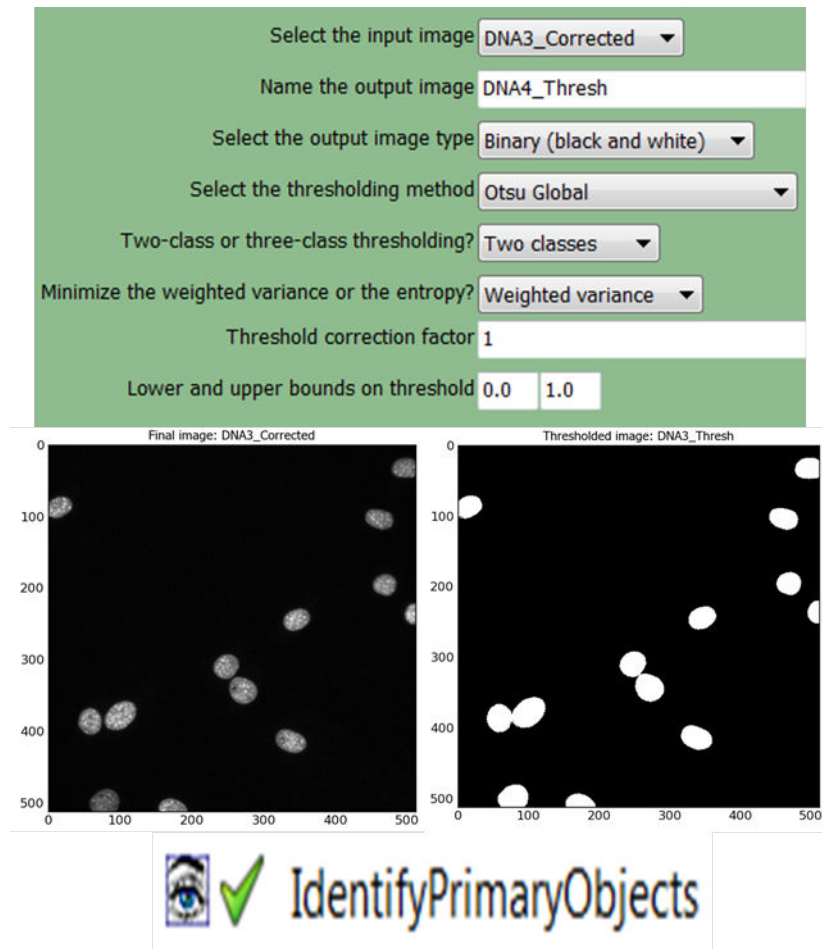 Select the input image DNA3_Corrected
Name the output image DNA4_Thresh
Select the output image type Binary (black and white)
Select the thresholding method Otsu Global
Two-class or three-class thresholding? Two classes
Minimize the weighted variance or the entropy? Weighted variance
Threshold correction factor 1
Lower and upper bounds on threshold 0.0 1.0
Final image: DNA3_Corrected
0
100
200
300
400
500
0 100 200 300 400 500
Thresholded image: DNA3_Thresh
0
100
200
300
400
500
0 100 200 300 400 500
IdentifyPrimaryObjects